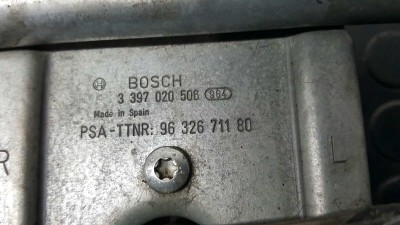 BOSCH
3 397 020 506 964
Made in Spain
PSA-TTNR: 96 326 711 80
R L